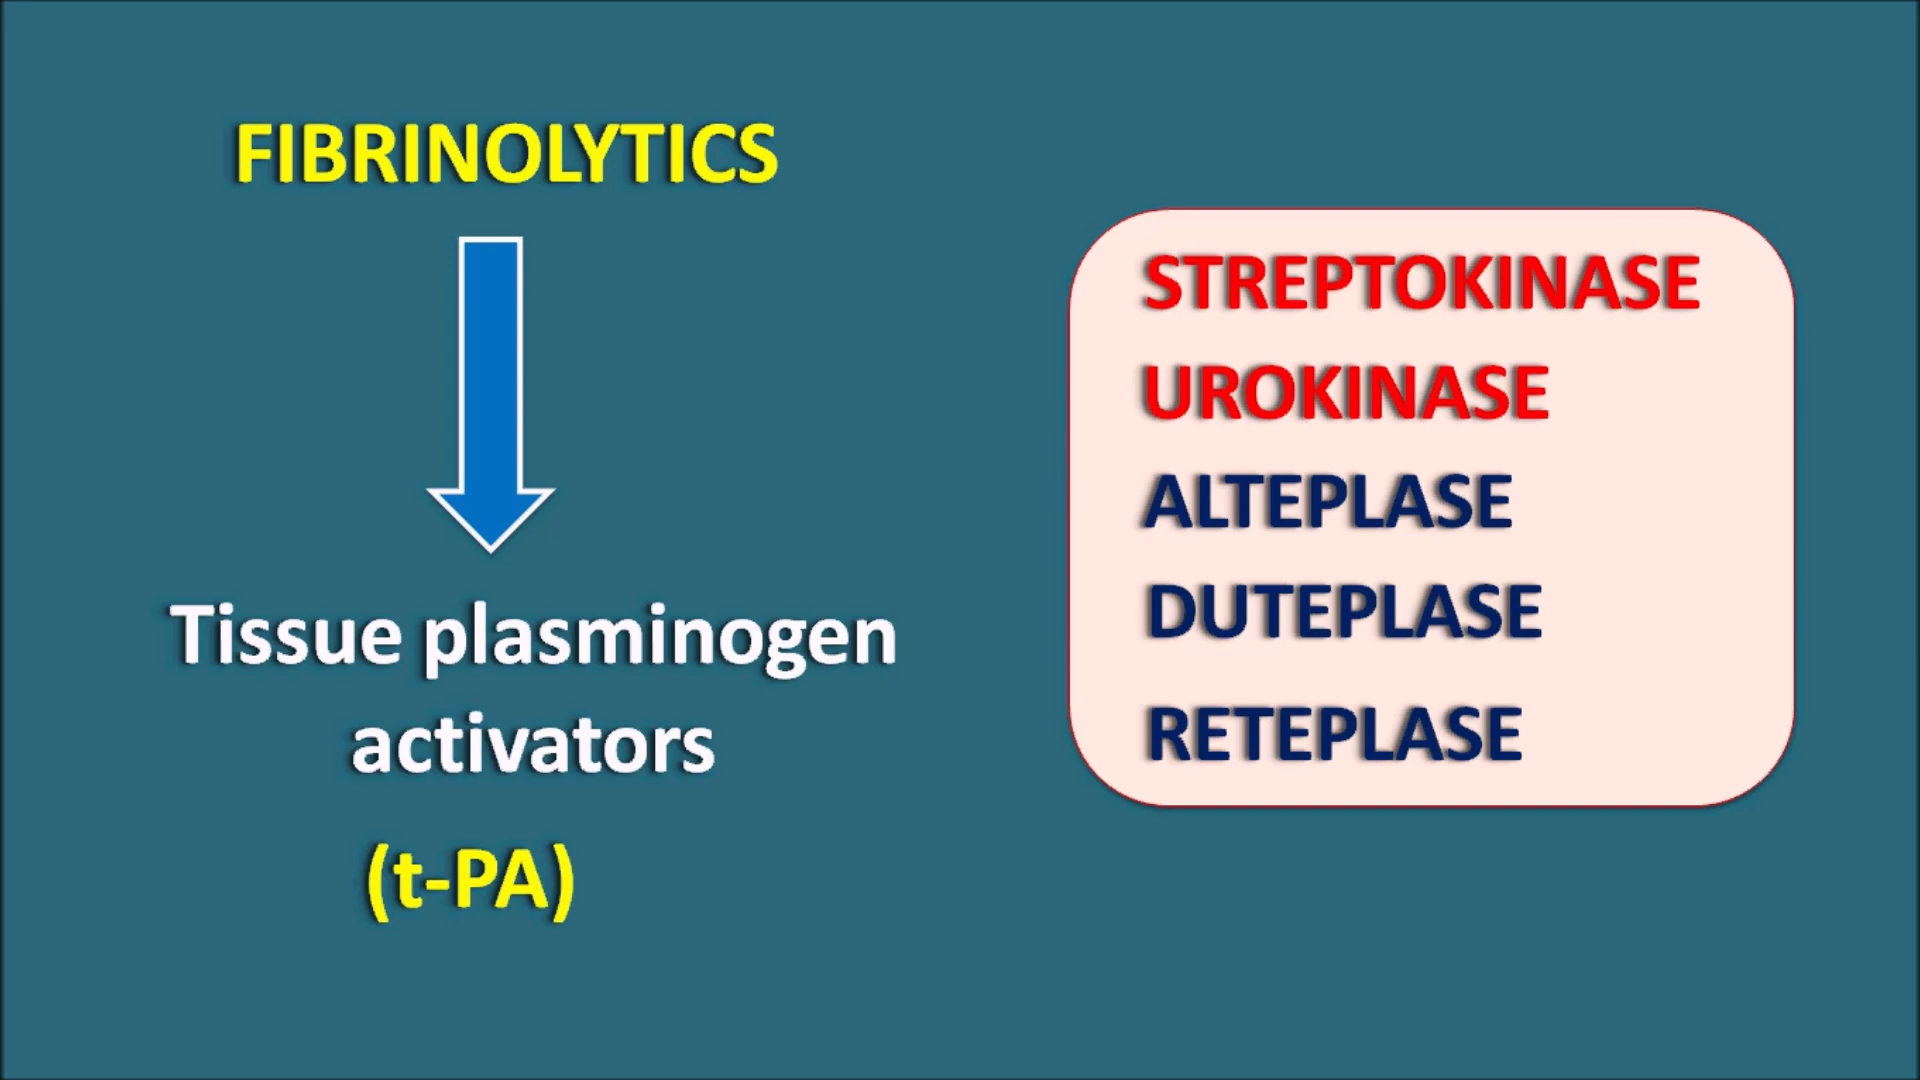 FIBRINOLYTICS
Tissue plasminogen
activators
(t-PA)
STREPTOKINASE
UROKINASE
ALTEPLASE
DUTEPLASE
RETEPLASE